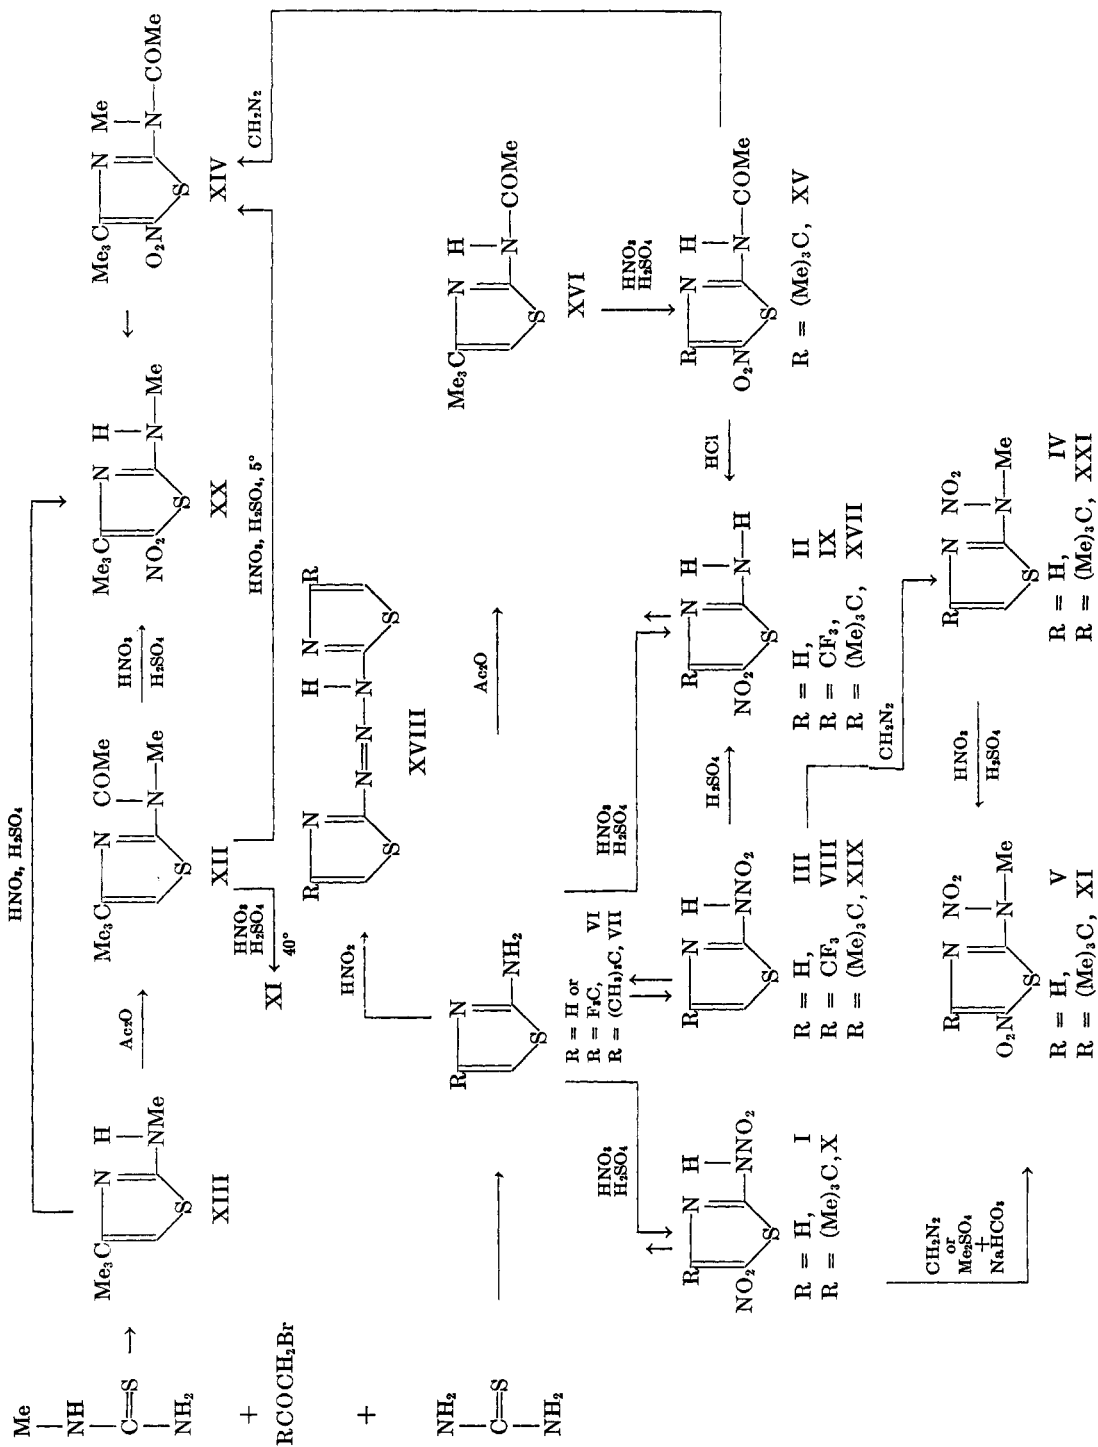 Me
NH
C=S
NH₂
+
RCOCH₂Br
+
NH₂
C=S
NH₂
HNO₃, H₂SO₄
Me₃C
N
H
NMe
S
XIII
Ac₂O
Me₃C
N
COMe
N—Me
S
XII
HNO₃
H₂SO₄
Me₃C
N
H
N—Me
NO₂
S
XX
Me₃C
N
Me
N—COMe
O₂N
S
XIV
CH₂N₂
HNO₃
H₂SO₄
40°
XI
HNO₃, H₂SO₄, 5°
HNO₂
R
N
S
N=N—N
H
N
R
S
XVIII
R
N
NH₂
S
R = H or
R = F₃C, VI
R = (CH₃)₃C, VII
Ac₂O
Me₃C
N
H
N—COMe
S
XVI
HNO₃
H₂SO₄
HNO₃
H₂SO₄
HNO₃
H₂SO₄
R
N
H
NNO₂
NO₂
S
R = H, I
R = (Me)₃C, X
R
N
H
NNO₂
S
R = H, III
R = CF₃ VIII
R = (Me)₃C, XIX
H₂SO₄
R
N
H
N—H
NO₂
S
R = H, II
R = CF₃, IX
R = (Me)₃C, XVII
HCl
R
N
H
N—COMe
O₂N
S
R = (Me)₃C, XV
CH₂N₂
or
Me₂SO₄
+
NaHCO₃
R
N
NO₂
N—Me
O₂N
S
R = H, V
R = (Me)₃C, XI
HNO₃
H₂SO₄
CH₂N₂
R
N
NO₂
N—Me
S
R = H, IV
R = (Me)₃C, XXI